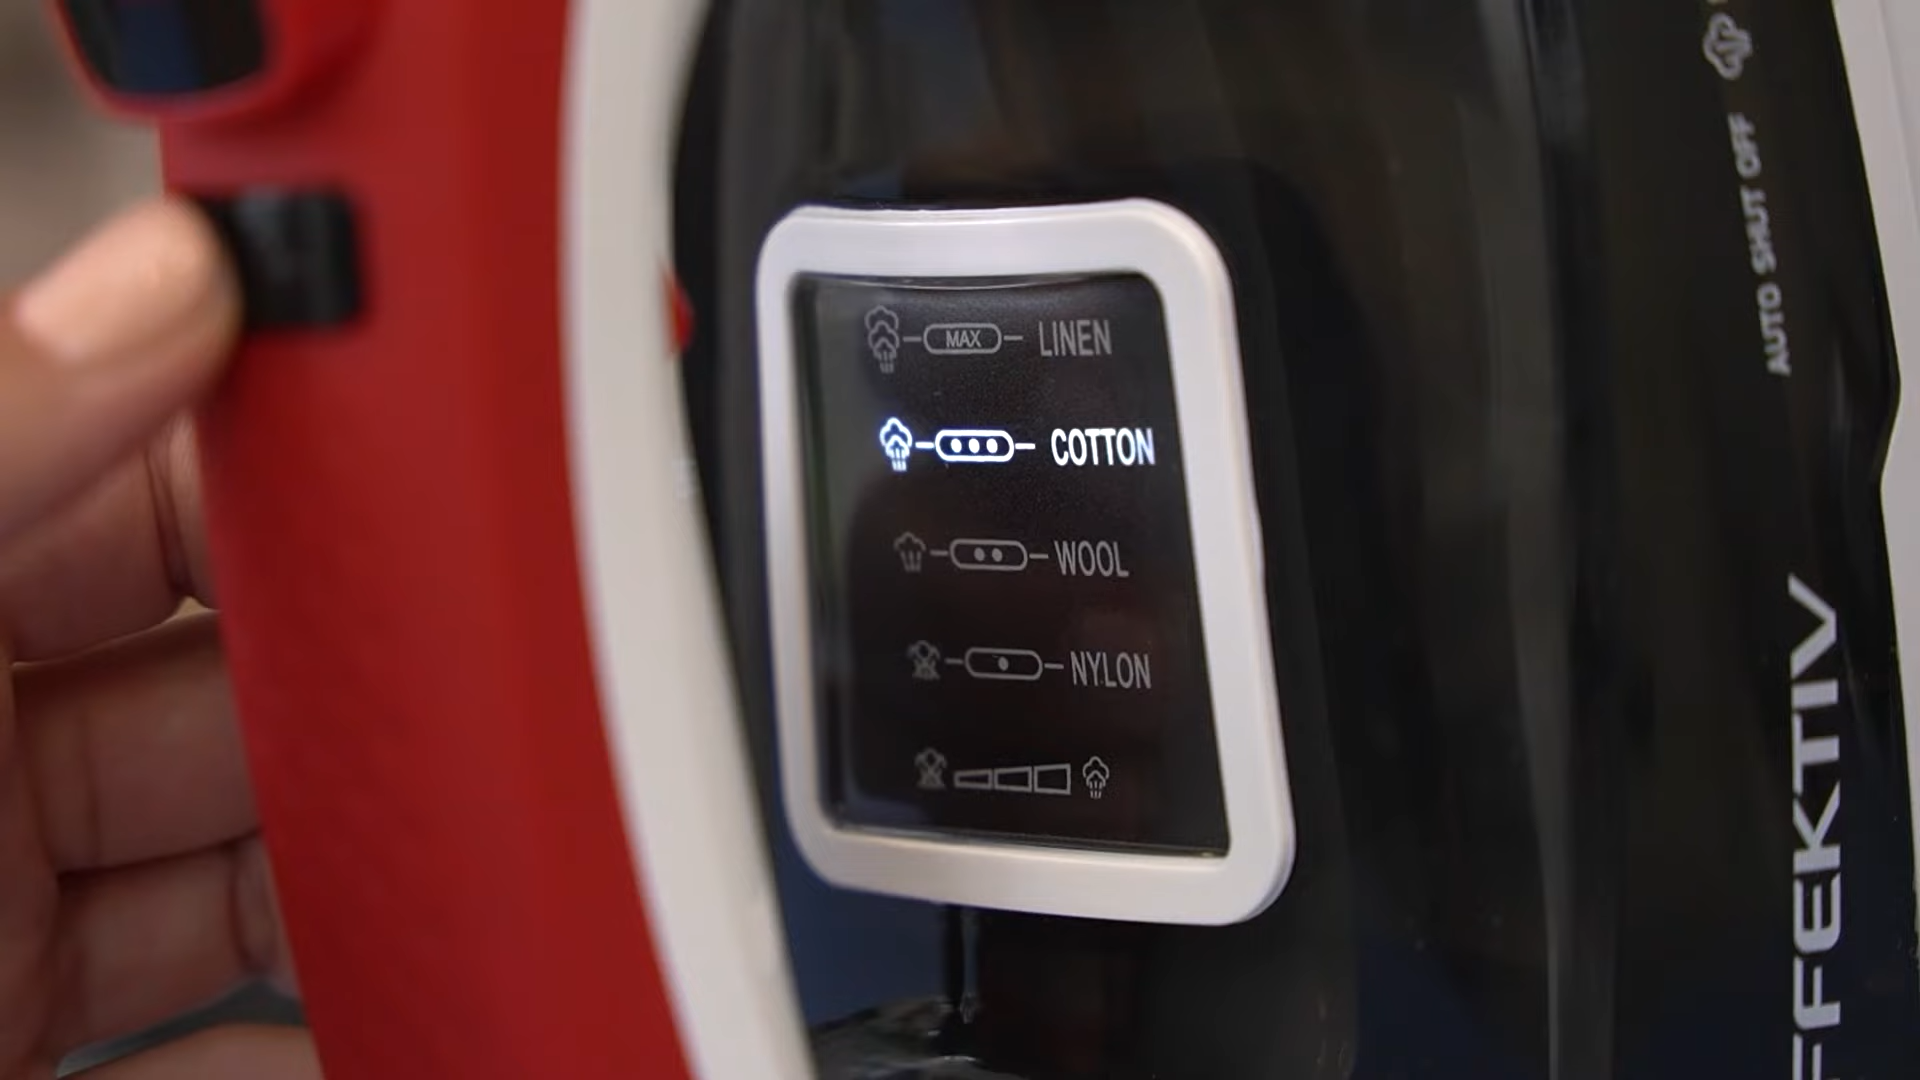 MAX LINEN
COTTON
WOOL
NYLON
AUTO SHUT OFF
FFEKTIV